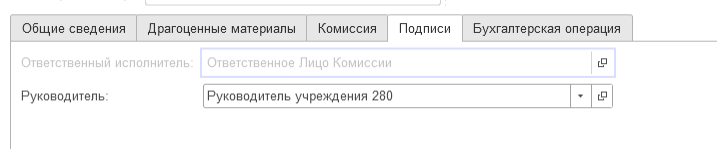 Общие сведения Драгоценные материалы Комиссия Подписи Бухгалтерская операция
Ответственный исполнитель: Ответственное Лицо Комиссии
Руководитель: Руководитель учреждения 280